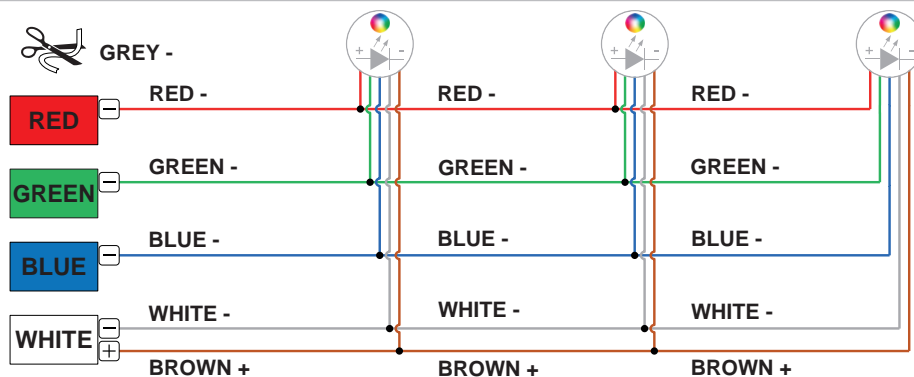 GREY -
+ -
+ -
+ -
RED
-
RED -
RED -
RED -
GREEN
-
GREEN -
GREEN -
GREEN -
BLUE
-
BLUE -
BLUE -
BLUE -
WHITE
-
+
WHITE -
WHITE -
WHITE -
BROWN +
BROWN +
BROWN +